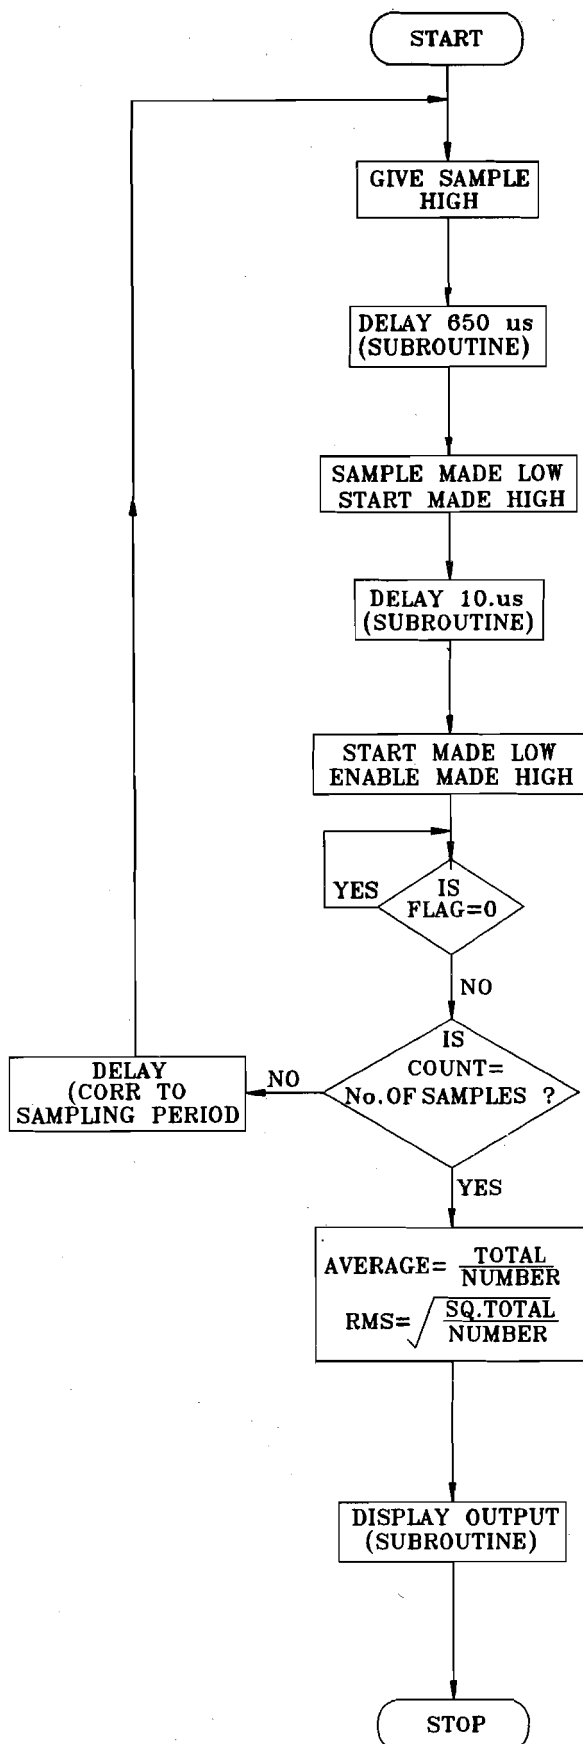 START
GIVE SAMPLE
HIGH
DELAY 650 us
(SUBROUTINE)
SAMPLE MADE LOW
START MADE HIGH
DELAY 10.us
(SUBROUTINE)
START MADE LOW
ENABLE MADE HIGH
YES
IS
FLAG=0
NO
IS
COUNT=
No.OF SAMPLES ?
NO
DELAY
(CORR TO
SAMPLING PERIOD
YES
AVERAGE= TOTAL
NUMBER
RMS=√ SQ.TOTAL
NUMBER
DISPLAY OUTPUT
(SUBROUTINE)
STOP